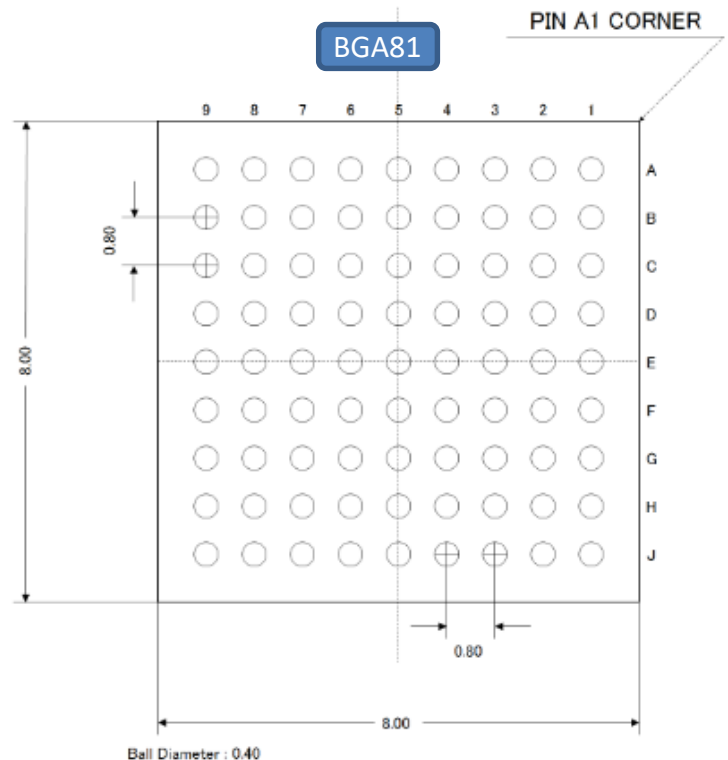 PIN A1 CORNER
BGA81
9 8 7 6 5 4 3 2 1
A
B
0.80
C
D
8.00
E
F
G
H
J
0.80
8.00
Ball Diameter : 0.40